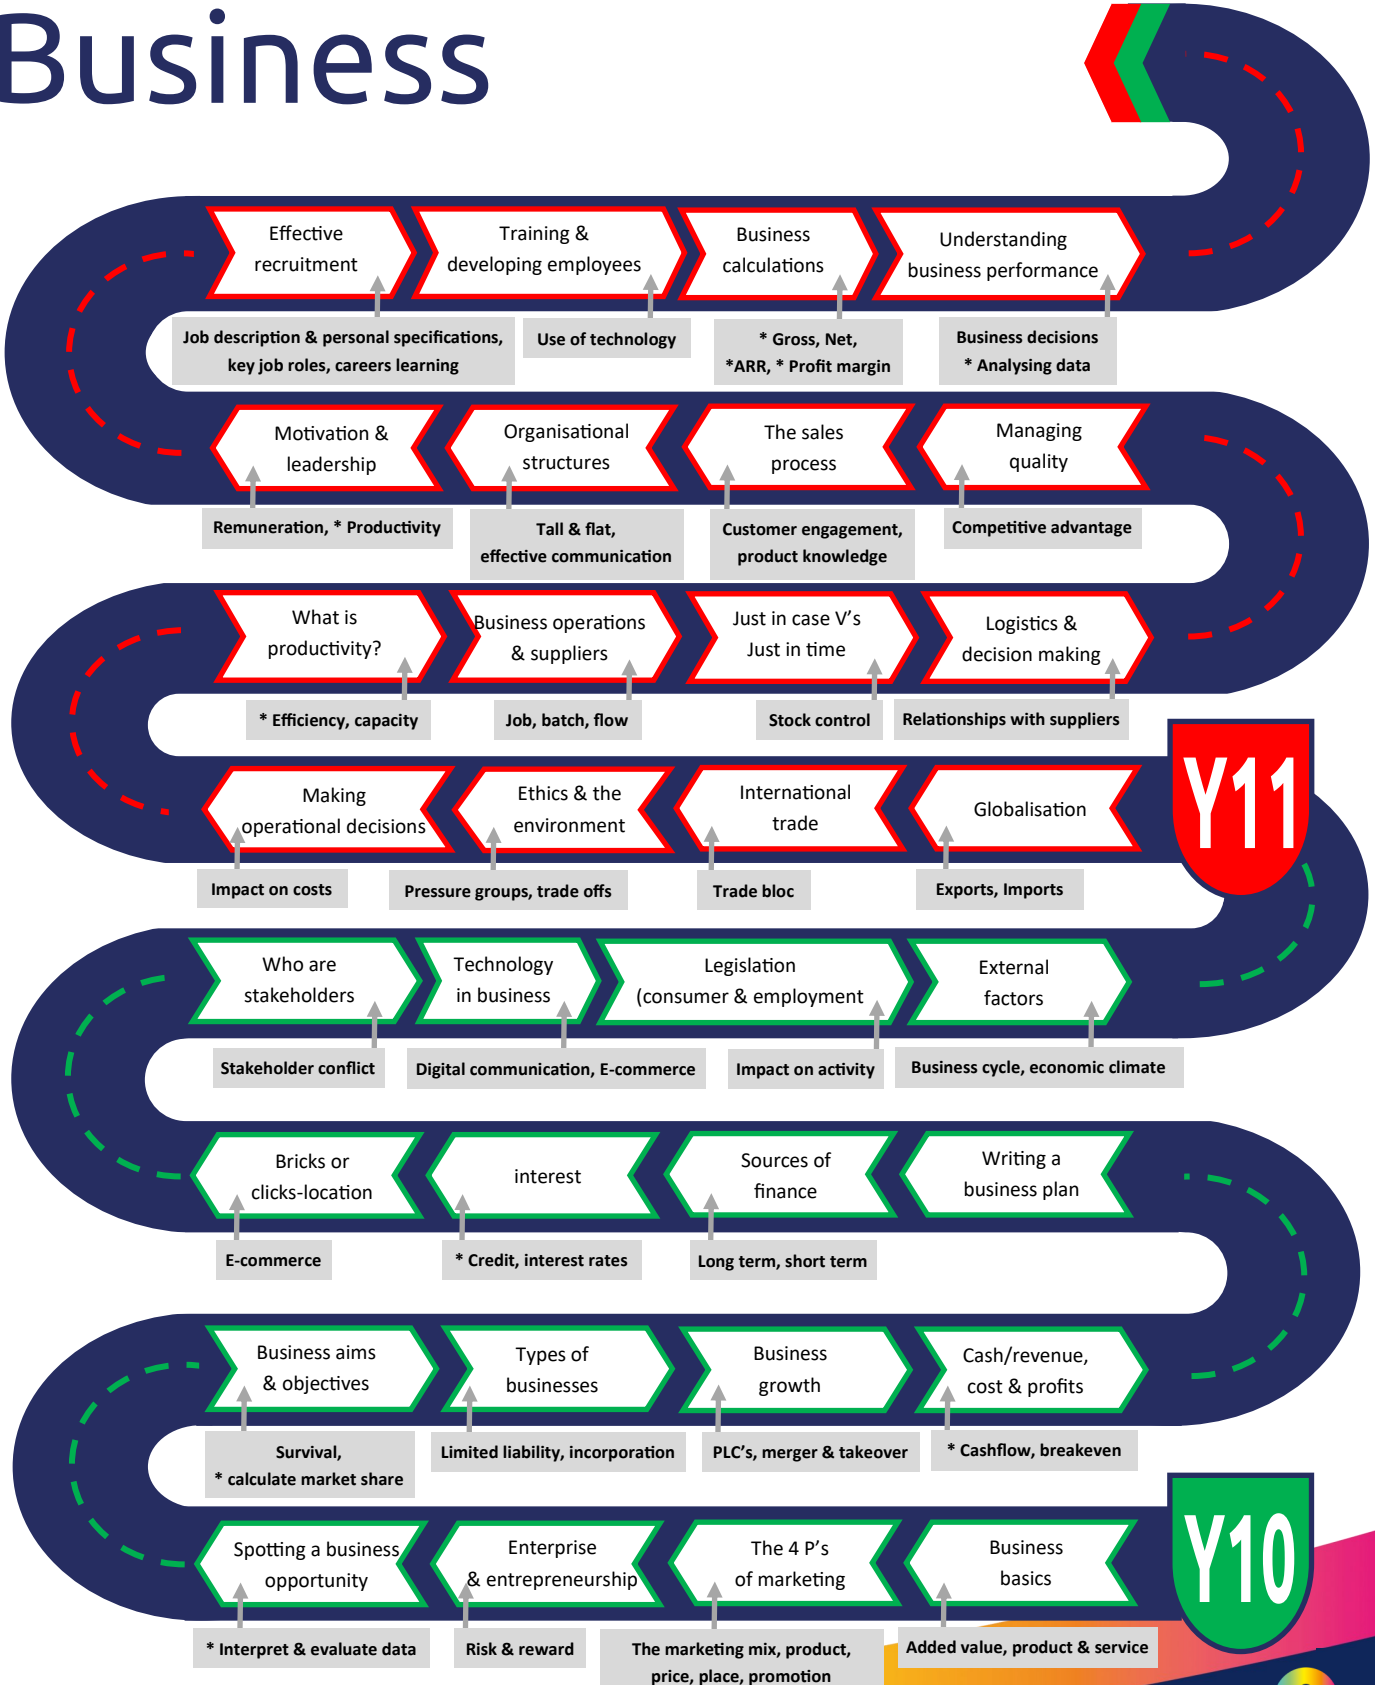 Business
Effective
recruitment
Training &
developing employees
Business
calculations
Understanding
business performance
Job description & personal specifications,
key job roles, careers learning
Use of technology
* Gross, Net,
*ARR, * Profit margin
Business decisions
* Analysing data
Motivation &
leadership
Organisational
structures
The sales
process
Managing
quality
Remuneration, * Productivity
Tall & flat,
effective communication
Customer engagement,
product knowledge
Competitive advantage
What is
productivity?
Business operations
& suppliers
Just in case V's
Just in time
Logistics &
decision making
* Efficiency, capacity
Job, batch, flow
Stock control
Relationships with suppliers
Y11
Making
operational decisions
Ethics & the
environment
International
trade
Globalisation
Impact on costs
Pressure groups, trade offs
Trade bloc
Exports, Imports
Who are
stakeholders
Technology
in business
Legislation
(consumer & employment
External
factors
Stakeholder conflict
Digital communication, E-commerce
Impact on activity
Business cycle, economic climate
Bricks or
clicks-location
interest
Sources of
finance
Writing a
business plan
E-commerce
* Credit, interest rates
Long term, short term
Business aims
& objectives
Types of
businesses
Business
growth
Cash/revenue,
cost & profits
Survival,
* calculate market share
Limited liability, incorporation
PLC's, merger & takeover
* Cashflow, breakeven
Y10
Spotting a business
opportunity
Enterprise
& entrepreneurship
The 4 P's
of marketing
Business
basics
* Interpret & evaluate data
Risk & reward
The marketing mix, product,
price, place, promotion
Added value, product & service